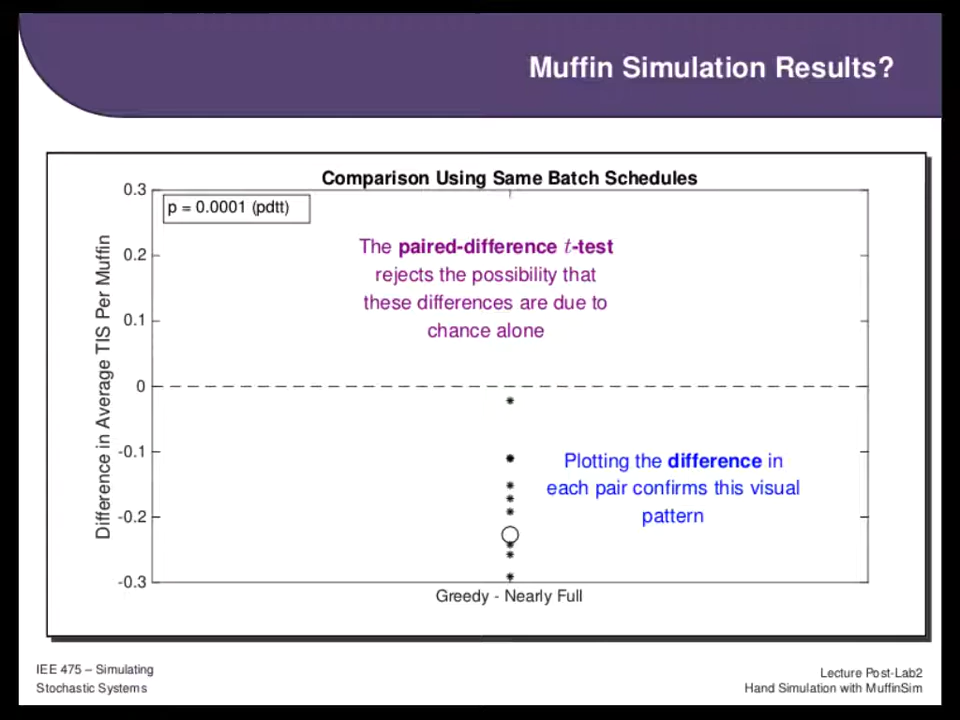 Muffin Simulation Results?
Comparison Using Same Batch Schedules
0.3
p = 0.0001 (pdtt)
The paired-difference t-test
rejects the possibility that
these differences are due to
chance alone
0.2
0.1
0
-0.1
-0.2
-0.3
Difference in Average TIS Per Muffin
Plotting the difference in
each pair confirms this visual
pattern
Greedy - Nearly Full
IEE 475 – Simulating
Stochastic Systems
Lecture Post-Lab2
Hand Simulation with MuffinSim